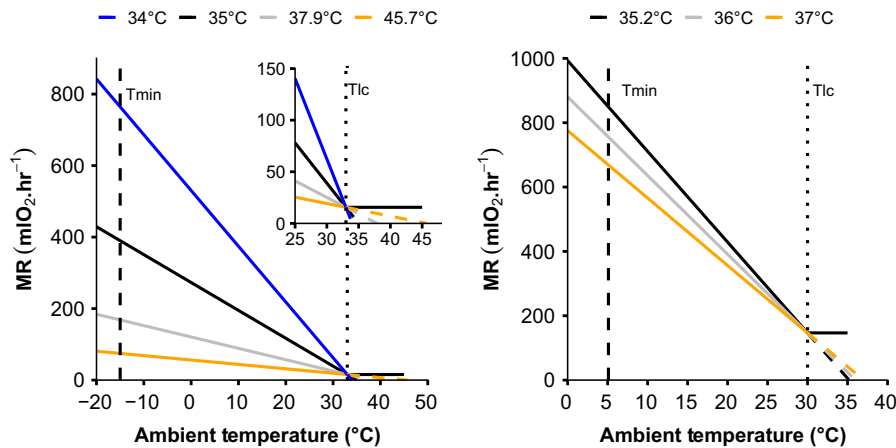 34°C 35°C 37.9°C 45.7°C
MR (mlO₂.hr⁻¹)
800
600
400
200
0
Tmin
150
100
50
0
25 33 45
Tlc
−20 −10 0 10 20 30 40 50
Ambient temperature (°C)
35.2°C 36°C 37°C
MR (mlO₂.hr⁻¹)
1000
800
600
400
200
0
Tmin
Tlc
0 5 10 15 20 25 30 35 40
Ambient temperature (°C)